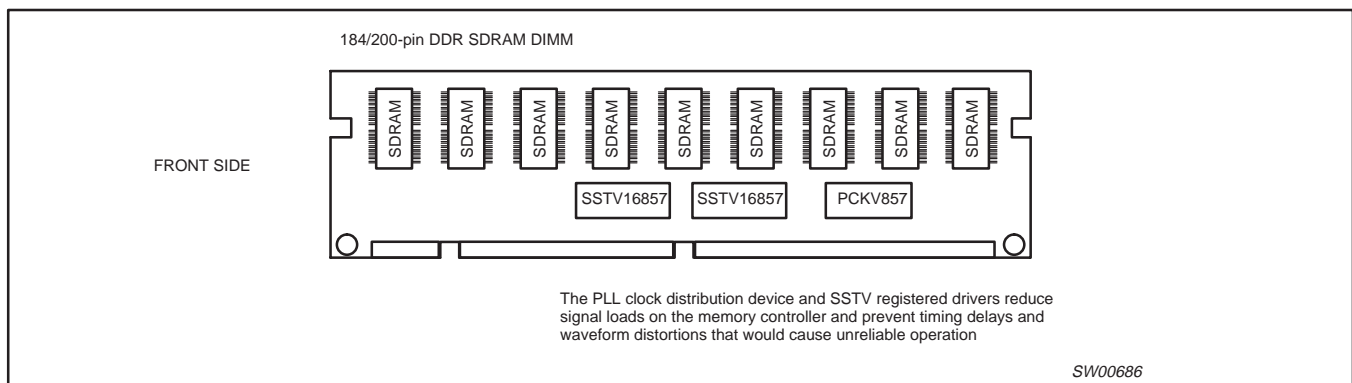 184/200-pin DDR SDRAM DIMM
SDRAM
SDRAM
SDRAM
SDRAM
SDRAM
SDRAM
SDRAM
SDRAM
SDRAM
FRONT SIDE
SSTV16857
SSTV16857
PCKV857
The PLL clock distribution device and SSTV registered drivers reduce
signal loads on the memory controller and prevent timing delays and
waveform distortions that would cause unreliable operation
SW00686